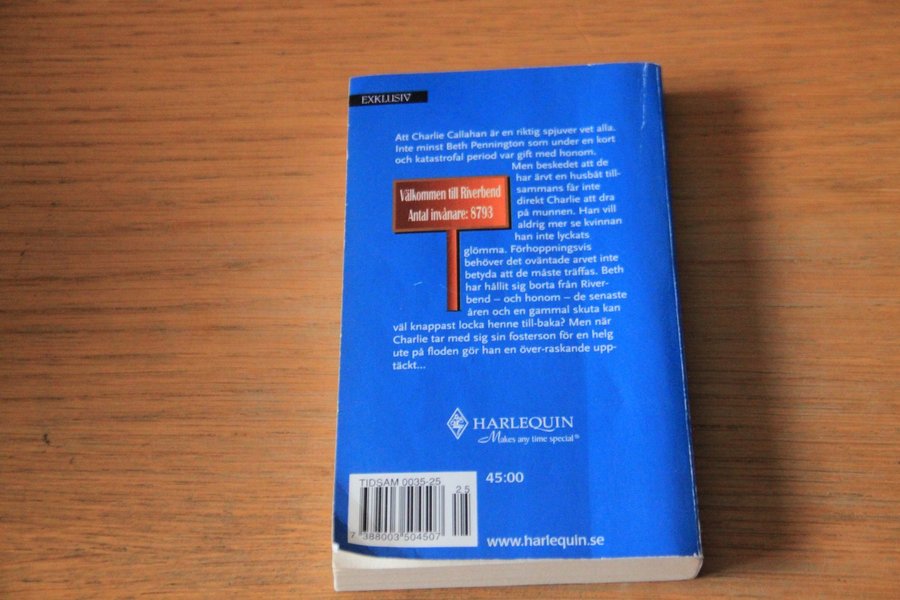 EXKLUSIV
Att Charlie Callahan är en riktig spjuver vet alla.
Inte minst Beth Pennington som under en kort
och katastrofal period var gift med honom.
Men beskedet att de
har ärvt en husbåt till-
sammans får inte
direkt Charlie att dra
på munnen. Han vill
aldrig mer se kvinnan
han inte lyckats
glömma. Förhoppningsvis
behöver det oväntade arvet inte
betyda att de måste träffas. Beth
har hållit sig borta från River-
bend – och honom – de senaste
åren och en gammal skuta kan
väl knappast locka henne till-baka? Men när
Charlie tar med sig sin fosterson för en helg
ute på floden gör han en över-raskande upp-
täckt...
Välkommen till Riverbend
Antal invånare: 8793
HARLEQUIN
Makes any time special®
45:00
TIDSAM 0035-25
25
7 388003 504507
www.harlequin.se